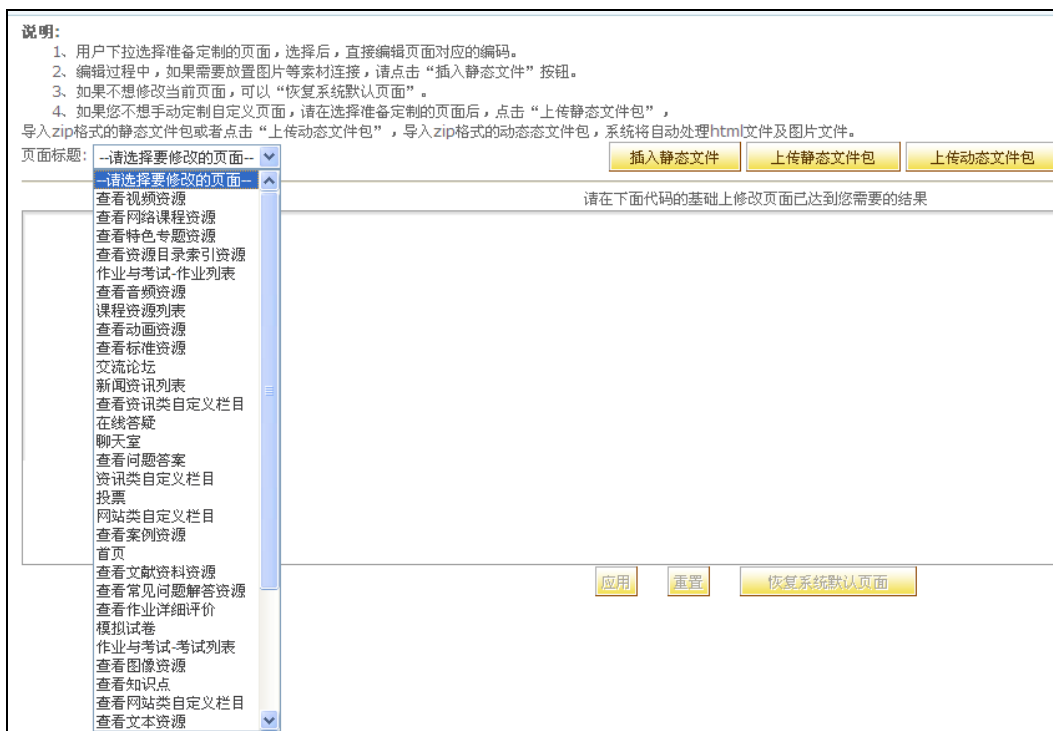 说明:
1、用户下拉选择准备定制的页面，选择后，直接编辑页面对应的编码。
2、编辑过程中，如果需要放置图片等素材连接，请点击“插入静态文件”按钮。
3、如果不想修改当前页面，可以“恢复系统默认页面”。
4、如果您不想手动定制自定义页面，请在选择准备定制的页面后，点击“上传静态文件包”，
导入zip格式的静态文件包或者点击“上传动态文件包”，导入zip格式的动态态文件包，系统将自动处理html文件及图片文件。
页面标题: --请选择要修改的页面-- 插入静态文件 上传静态文件包 上传动态文件包
--请选择要修改的页面--
请在下面代码的基础上修改页面已达到您需要的结果
查看视频资源
查看网络课程资源
查看特色专题资源
查看资源目录索引资源
作业与考试-作业列表
查看音频资源
课程资源列表
查看动画资源
查看标准资源
交流论坛
新闻资讯列表
查看资讯类自定义栏目
在线答疑
聊天室
查看问题答案
资讯类自定义栏目
投票
网站类自定义栏目
查看案例资源
首页
查看文献资料资源
查看常见问题解答资源
查看作业详细评价
模拟试卷
作业与考试-考试列表
查看图像资源
查看知识点
查看网站类自定义栏目
查看文本资源
应用 重置 恢复系统默认页面